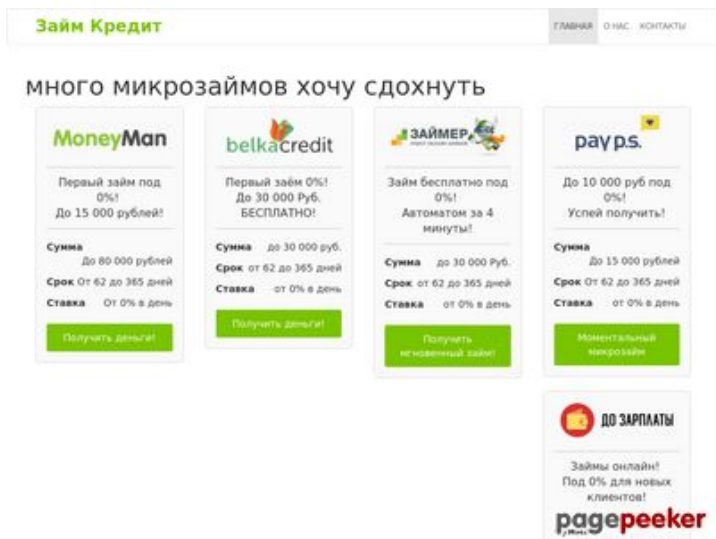 Займ Кредит
ГЛАВНАЯ О НАС. КОНТАКТЫ
много микрозаймов хочу сдохнуть
MoneyMan
Первый займ под
0%!
До 15 000 рублей!
Сумма
До 80 000 рублей
Срок От 62 до 365 дней
Ставка От 0% в день
Получить деньги!
belkacredit
Первый заём 0%!
До 30 000 Руб.
БЕСПЛАТНО!
Сумма до 30 000 руб.
Срок от 62 до 365 дней
Ставка от 0% в день
Получить деньги!
ЗАЙМЕР
Займ бесплатно под
0%!
Автоматом за 4
минуты!
Сумма до 30 000 Руб.
Срок от 62 до 365 дней
Ставка от 0% в день
Получить
мгновенный займ!
pay p.s.
До 10 000 руб под
0%!
Успей получить!
Сумма
До 15 000 рублей
Срок От 62 до 365 дней
Ставка от 0% в день
Моментальный
микрозайм
ДО ЗАРПЛАТЫ
Займы онлайн!
Под 0% для новых
клиентов!
pagepeeker